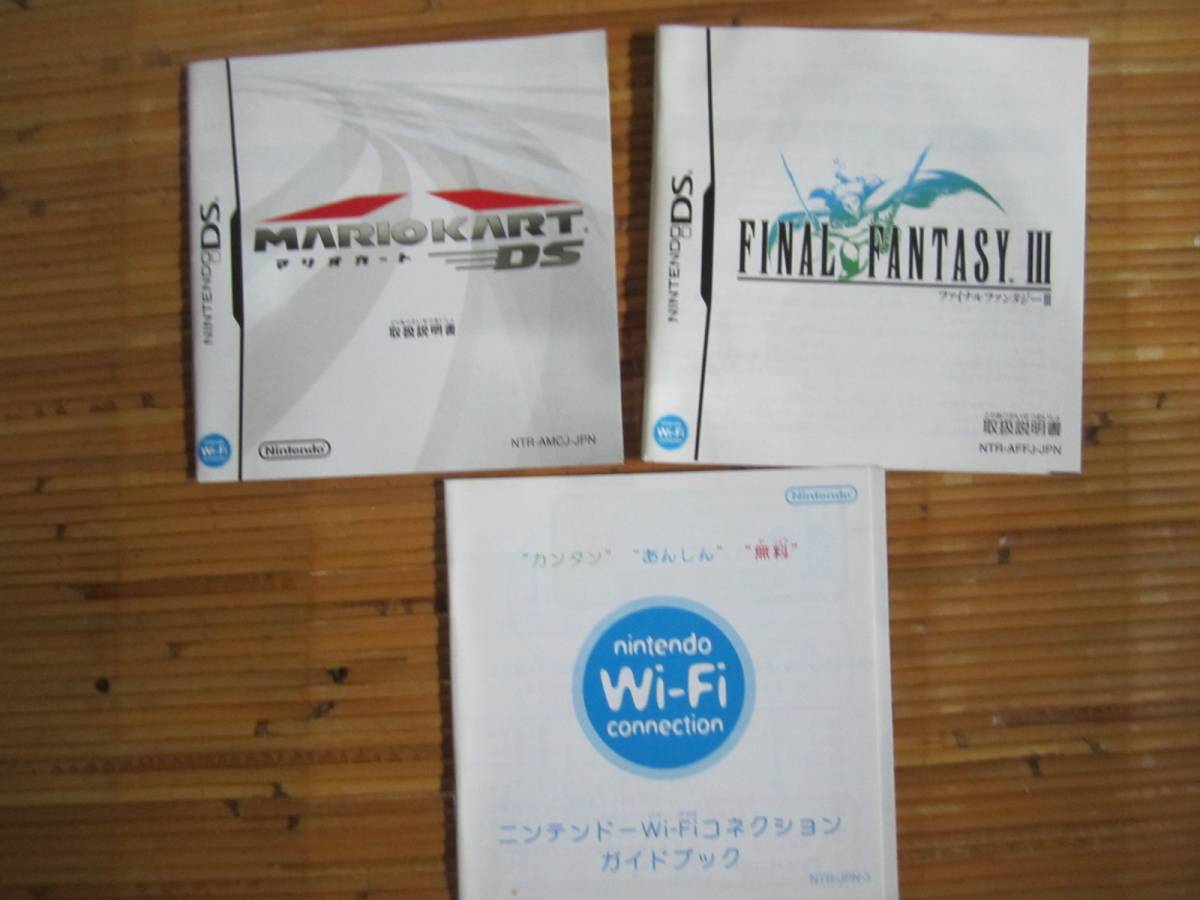 NINTENDO DS
MARIOKART
マリオカート DS
取扱説明書
Wi-Fi
Nintendo
NTR-AMCJ-JPN
NINTENDO DS
FINAL FANTASY. III
ファイナルファンタジーIII
取扱説明書
Wi-Fi
NTR-AFFJ-JPN
Nintendo
"カンタン" "あんしん" "無料"
nintendo
Wi-Fi
connection
ニンテンドーWi-Fiコネクション
ガイドブック
NTR-JPN-3